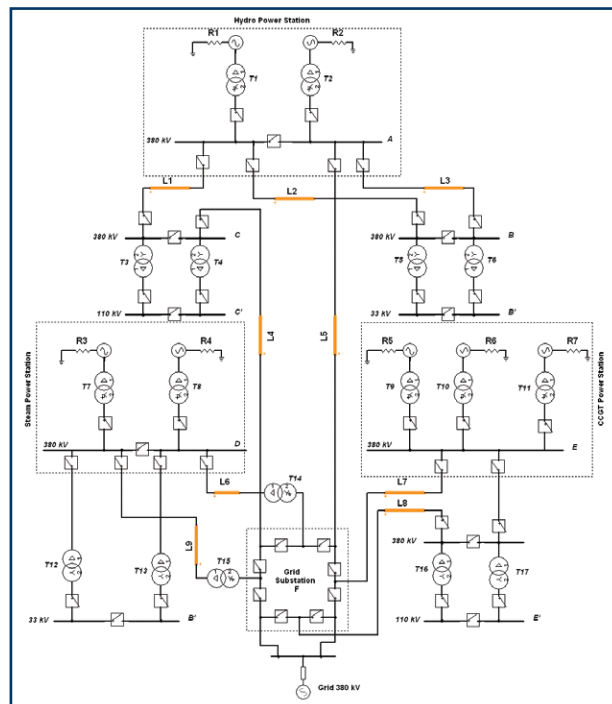 Hydro Power Station
R1
R2
T1
T2
380 kV
A
L1
L2
L3
380 kV
C
380 kV
B
T3
T4
T5
T6
110 kV
C'
33 kV
B'
L4
L5
Steam Power Station
R3
R4
T7
T8
380 kV
D
CCGT Power Station
R5
R6
R7
T9
T10
T11
380 kV
E
L6
T14
L7
L8
L9
T15
Grid
Substation
F
380 kV
T12
T13
T16
T17
33 kV
B'
110 kV
E'
Grid 380 kV